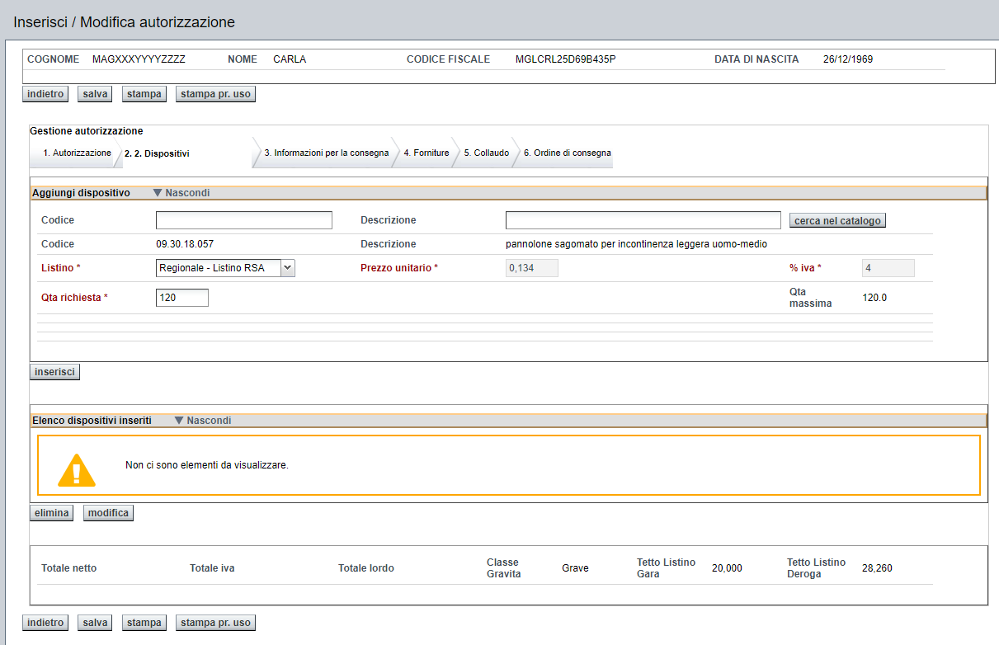 Inserisci / Modifica autorizzazione
COGNOME MAGXXXYYYYZZZZ NOME CARLA CODICE FISCALE MGLCRL25D69B435P DATA DI NASCITA 26/12/1969
indietro salva stampa stampa pr. uso
Gestione autorizzazione
1. Autorizzazione 2. 2. Dispositivi 3. Informazioni per la consegna 4. Forniture 5. Collaudo 6. Ordine di consegna
Aggiungi dispositivo ▼ Nascondi
Codice Descrizione cerca nel catalogo
Codice 09.30.18.057 Descrizione pannolone sagomato per incontinenza leggera uomo-medio
Listino * Regionale - Listino RSA Prezzo unitario * 0,134 % iva * 4
Qta richiesta * 120 Qta massima 120.0
inserisci
Elenco dispositivi inseriti ▼ Nascondi
Non ci sono elementi da visualizzare.
elimina modifica
Totale netto Totale iva Totale lordo Classe Gravita Grave Tetto Listino Gara 20,000 Tetto Listino Deroga 28,260
indietro salva stampa stampa pr. uso